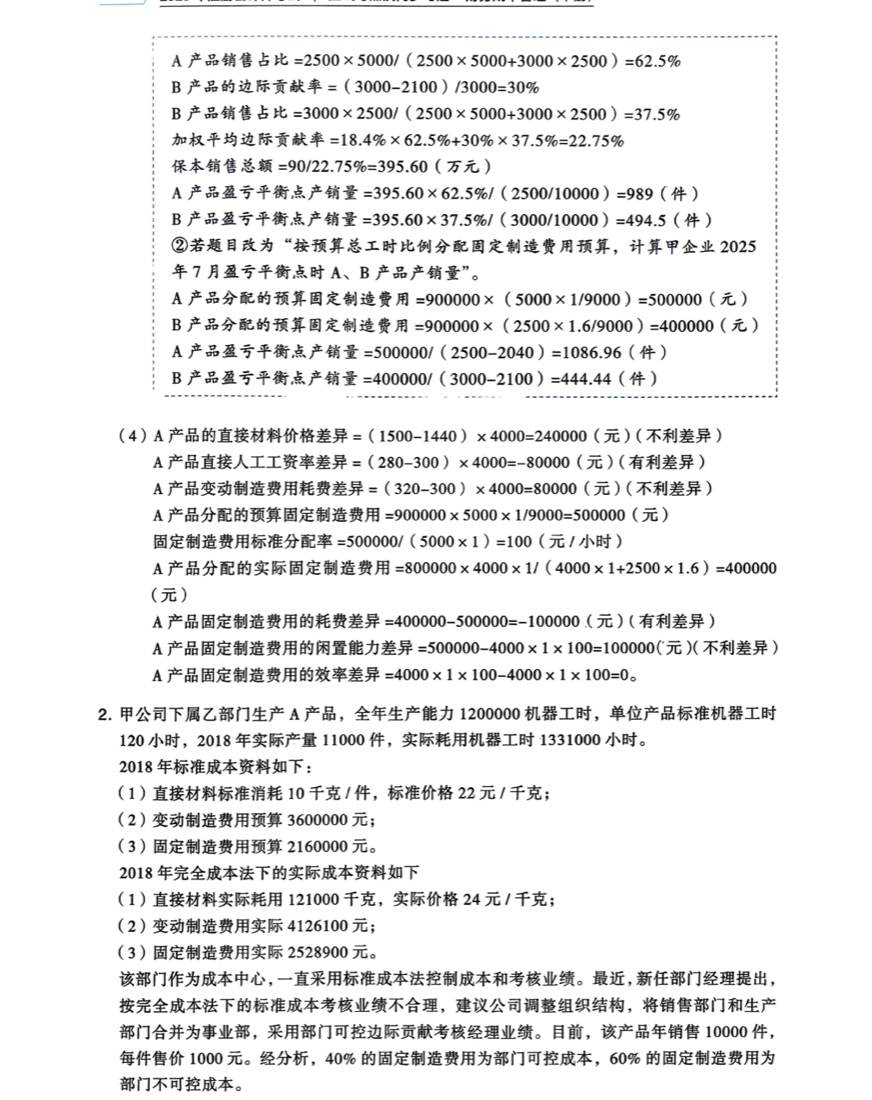 A 产品销售占比 =2500×5000/（2500×5000+3000×2500）=62.5%
B 产品的边际贡献率 =（3000-2100）/3000=30%
B 产品销售占比 =3000×2500/（2500×5000+3000×2500）=37.5%
加权平均边际贡献率 =18.4%×62.5%+30%×37.5%=22.75%
保本销售总额 =90/22.75%=395.60（万元）
A 产品盈亏平衡点产销量 =395.60×62.5%/（2500/10000）=989（件）
B 产品盈亏平衡点产销量 =395.60×37.5%/（3000/10000）=494.5（件）
②若题目改为“按预算总工时比例分配固定制造费用预算，计算甲企业 2025
年 7 月盈亏平衡点时 A、B 产品产销量”。
A 产品分配的预算固定制造费用 =900000×（5000×1/9000）=500000（元）
B 产品分配的预算固定制造费用 =900000×（2500×1.6/9000）=400000（元）
A 产品盈亏平衡点产销量 =500000/（2500-2040）=1086.96（件）
B 产品盈亏平衡点产销量 =400000/（3000-2100）=444.44（件）
（4）A 产品的直接材料价格差异 =（1500-1440）×4000=240000（元）（不利差异）
A 产品直接人工工资率差异 =（280-300）×4000=-80000（元）（有利差异）
A 产品变动制造费用耗费差异 =（320-300）×4000=80000（元）（不利差异）
A 产品分配的预算固定制造费用 =900000×5000×1/9000=500000（元）
固定制造费用标准分配率 =500000/（5000×1）=100（元 / 小时）
A 产品分配的实际固定制造费用 =800000×4000×1/（4000×1+2500×1.6）=400000
（元）
A 产品固定制造费用的耗费差异 =400000-500000=-100000（元）（有利差异）
A 产品固定制造费用的闲置能力差异 =500000-4000×1×100=100000（元）（不利差异）
A 产品固定制造费用的效率差异 =4000×1×100-4000×1×100=0。
2. 甲公司下属乙部门生产 A 产品，全年生产能力 1200000 机器工时，单位产品标准机器工时
120 小时，2018 年实际产量 11000 件，实际耗用机器工时 1331000 小时。
2018 年标准成本资料如下：
（1）直接材料标准消耗 10 千克 / 件，标准价格 22 元 / 千克；
（2）变动制造费用预算 3600000 元；
（3）固定制造费用预算 2160000 元。
2018 年完全成本法下的实际成本资料如下
（1）直接材料实际耗用 121000 千克，实际价格 24 元 / 千克；
（2）变动制造费用实际 4126100 元；
（3）固定制造费用实际 2528900 元。
该部门作为成本中心，一直采用标准成本法控制成本和考核业绩。最近，新任部门经理提出，
按完全成本法下的标准成本考核业绩不合理，建议公司调整组织结构，将销售部门和生产
部门合并为事业部，采用部门可控边际贡献考核经理业绩。目前，该产品年销售 10000 件，
每件售价 1000 元。经分析，40% 的固定制造费用为部门可控成本，60% 的固定制造费用为
部门不可控成本。